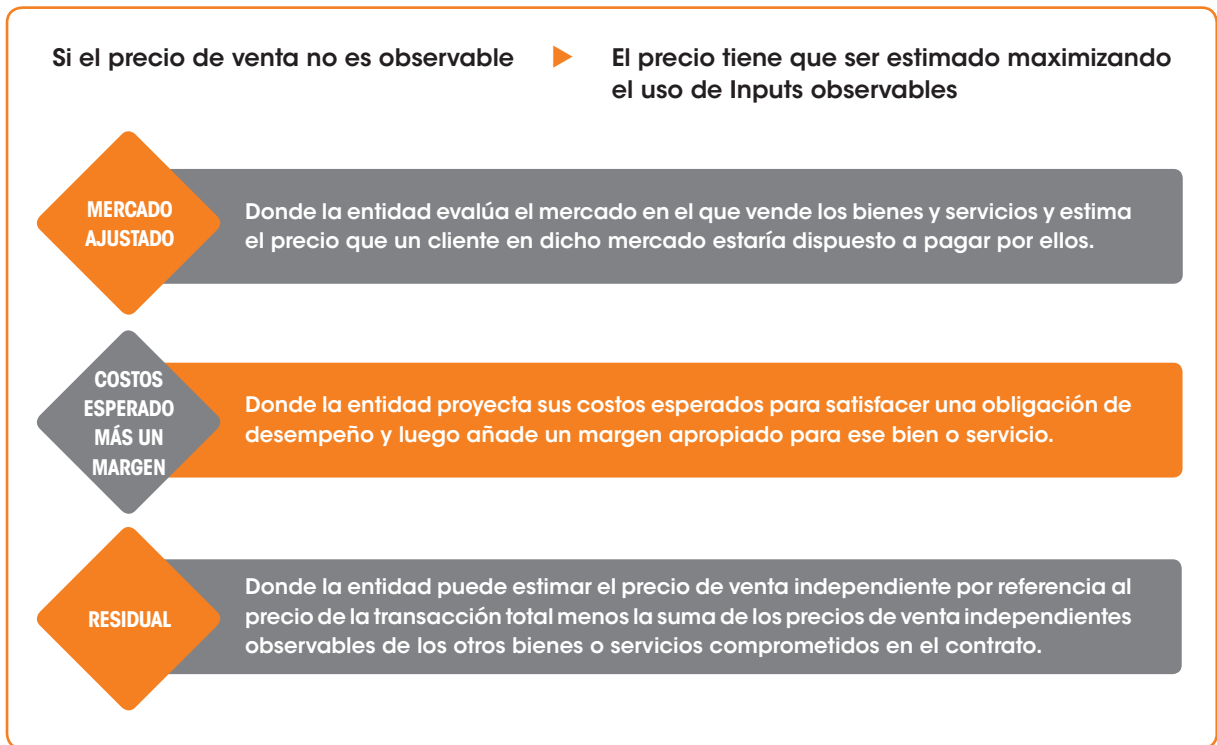 Si el precio de venta no es observable
El precio tiene que ser estimado maximizando
el uso de Inputs observables
MERCADO
AJUSTADO
Donde la entidad evalúa el mercado en el que vende los bienes y servicios y estima
el precio que un cliente en dicho mercado estaría dispuesto a pagar por ellos.
COSTOS
ESPERADO
MÁS UN
MARGEN
Donde la entidad proyecta sus costos esperados para satisfacer una obligación de
desempeño y luego añade un margen apropiado para ese bien o servicio.
RESIDUAL
Donde la entidad puede estimar el precio de venta independiente por referencia al
precio de la transacción total menos la suma de los precios de venta independientes
observables de los otros bienes o servicios comprometidos en el contrato.